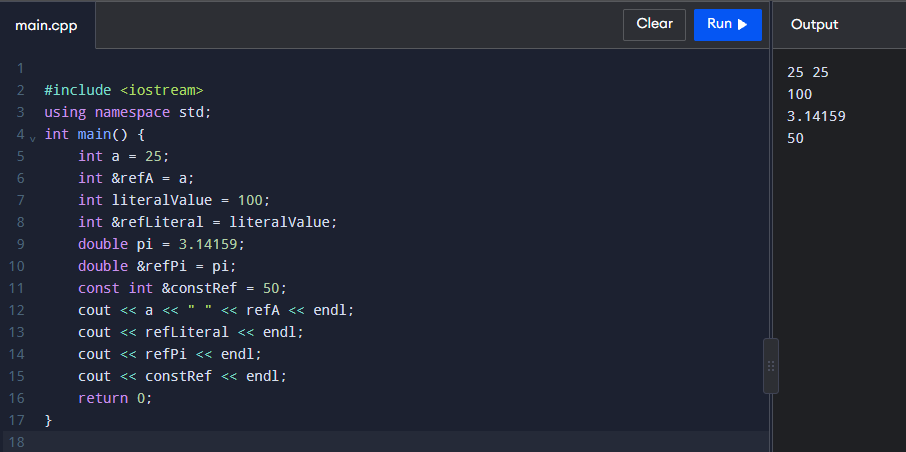 main.cpp
Clear
Run
Output
1
2 #include <iostream>
3 using namespace std;
4 int main() {
5     int a = 25;
6     int &refA = a;
7     int literalValue = 100;
8     int &refLiteral = literalValue;
9     double pi = 3.14159;
10     double &refPi = pi;
11     const int &constRef = 50;
12     cout << a << " " << refA << endl;
13     cout << refLiteral << endl;
14     cout << refPi << endl;
15     cout << constRef << endl;
16     return 0;
17 }
18
25 25
100
3.14159
50